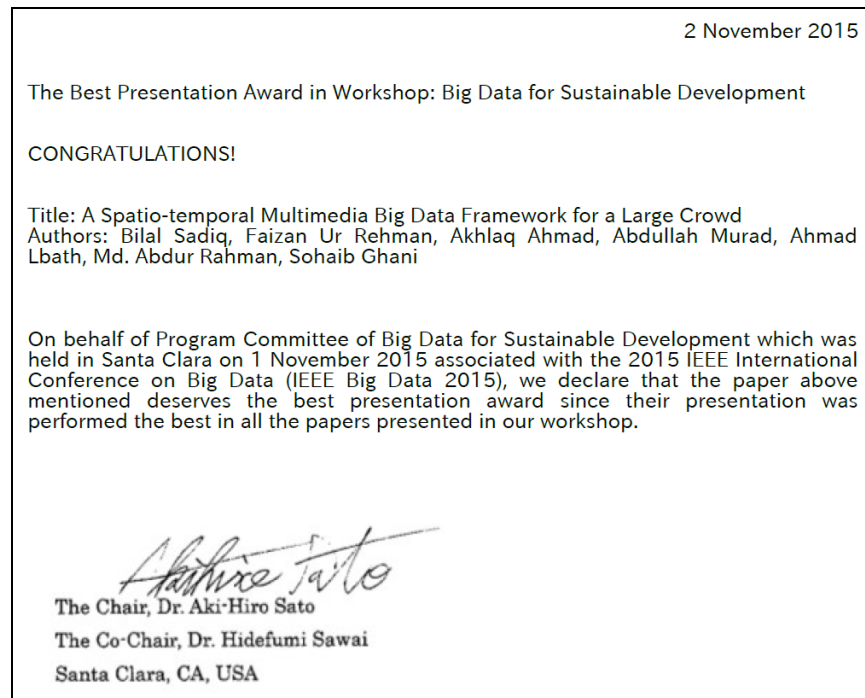 2 November 2015
The Best Presentation Award in Workshop: Big Data for Sustainable Development
CONGRATULATIONS!
Title: A Spatio-temporal Multimedia Big Data Framework for a Large Crowd
Authors: Bilal Sadiq, Faizan Ur Rehman, Akhlaq Ahmad, Abdullah Murad, Ahmad
Lbath, Md. Abdur Rahman, Sohaib Ghani
On behalf of Program Committee of Big Data for Sustainable Development which was
held in Santa Clara on 1 November 2015 associated with the 2015 IEEE International
Conference on Big Data (IEEE Big Data 2015), we declare that the paper above
mentioned deserves the best presentation award since their presentation was
performed the best in all the papers presented in our workshop.
The Chair, Dr. Aki-Hiro Sato
The Co-Chair, Dr. Hidefumi Sawai
Santa Clara, CA, USA